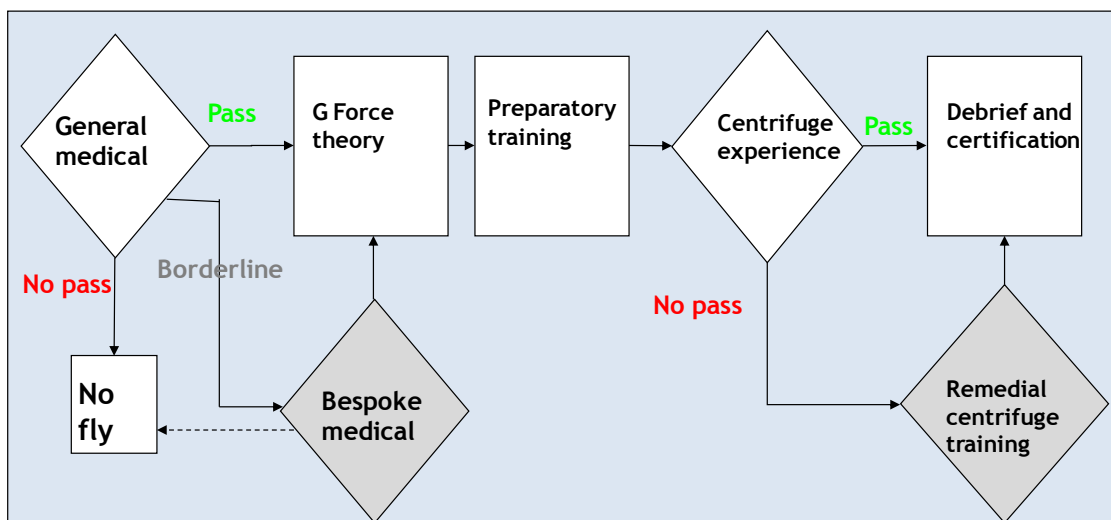 General
medical
Pass
G Force
theory
Preparatory
training
Centrifuge
experience
Pass
Debrief and
certification
No pass
Borderline
No pass
No
fly
Bespoke
medical
Remedial
centrifuge
training